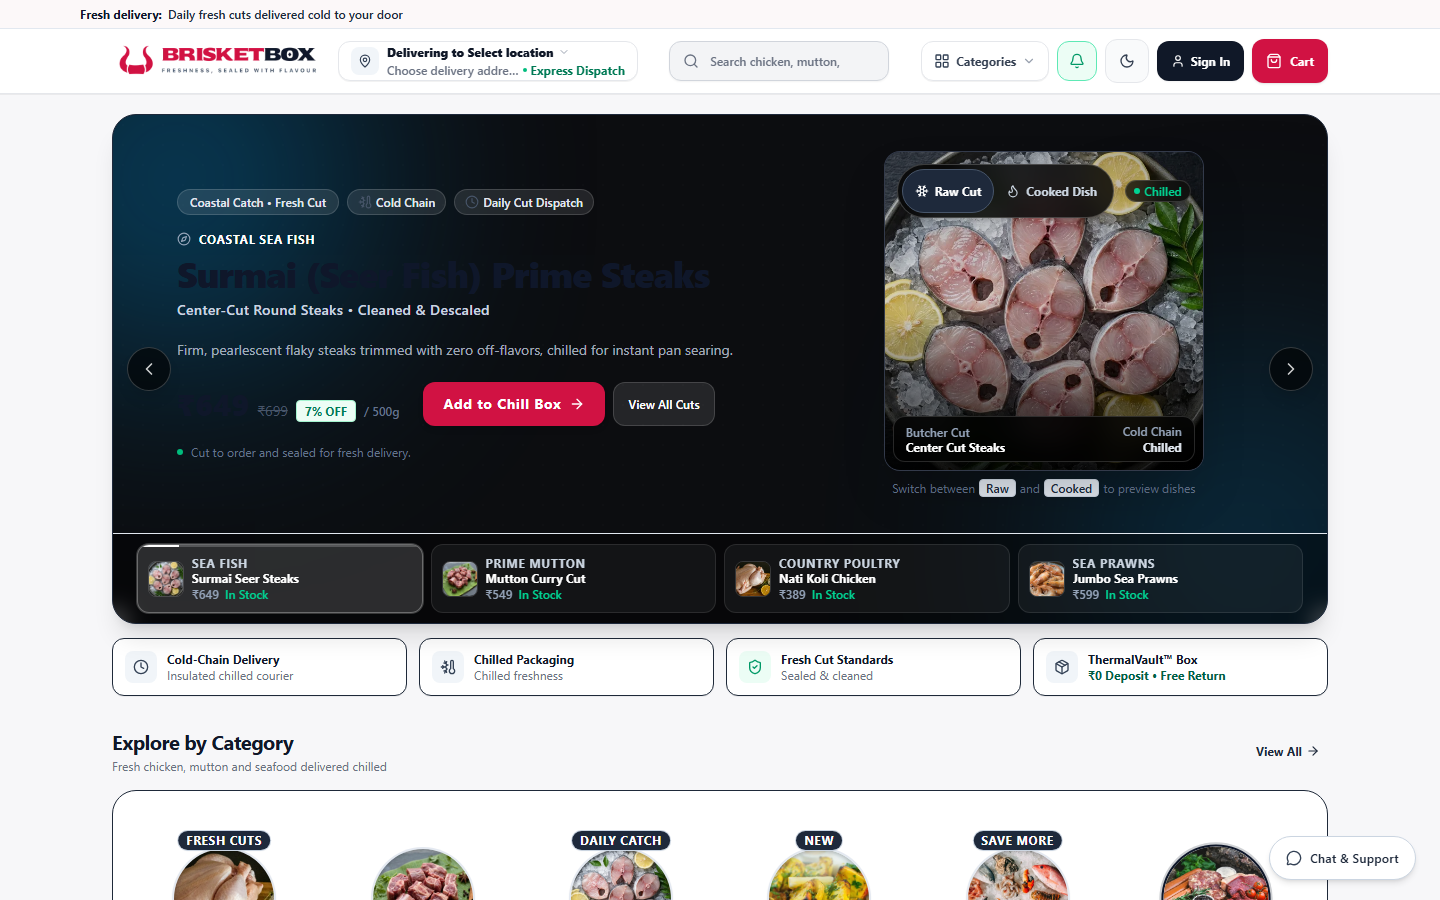 Fresh delivery: Daily fresh cuts delivered cold to your door
BRISKETBOX
FRESHNESS, SEALED WITH FLAVOUR
Delivering to Select location
Choose delivery addre... • Express Dispatch
Search chicken, mutton,
Categories
Sign In
Cart
Coastal Catch • Fresh Cut
Cold Chain
Daily Cut Dispatch
COASTAL SEA FISH
Surmai (Seer Fish) Prime Steaks
Center-Cut Round Steaks • Cleaned & Descaled
Firm, pearlescent flaky steaks trimmed with zero off-flavors, chilled for instant pan searing.
₹699
7% OFF
/ 500g
Add to Chill Box
View All Cuts
Cut to order and sealed for fresh delivery.
Raw Cut
Cooked Dish
Chilled
Butcher Cut
Center Cut Steaks
Cold Chain
Chilled
Switch between Raw and Cooked to preview dishes
SEA FISH
Surmai Seer Steaks
₹649 In Stock
PRIME MUTTON
Mutton Curry Cut
₹549 In Stock
COUNTRY POULTRY
Nati Koli Chicken
₹389 In Stock
SEA PRAWNS
Jumbo Sea Prawns
₹599 In Stock
Cold-Chain Delivery
Insulated chilled courier
Chilled Packaging
Chilled freshness
Fresh Cut Standards
Sealed & cleaned
ThermalVault™ Box
₹0 Deposit • Free Return
Explore by Category
Fresh chicken, mutton and seafood delivered chilled
View All
FRESH CUTS
DAILY CATCH
NEW
SAVE MORE
Chat & Support